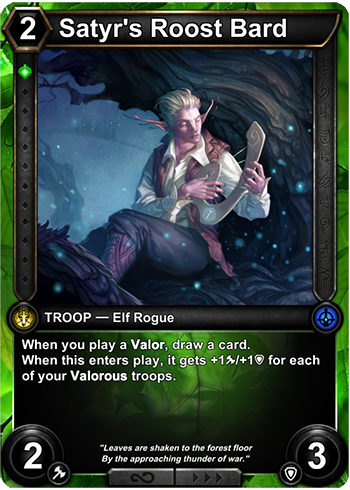 2 Satyr's Roost Bard
TROOP — Elf Rogue
When you play a Valor, draw a card.
When this enters play, it gets +1/+1 for each
of your Valorous troops.
"Leaves are shaken to the forest floor
By the approaching thunder of war."
2 3